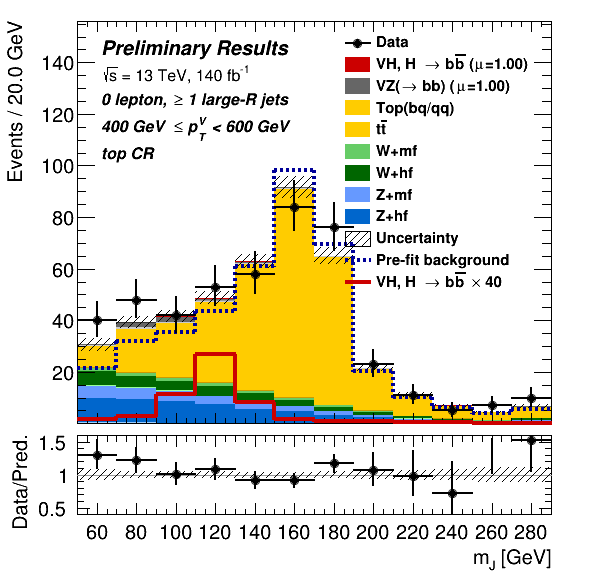 Events / 20.0 GeV
140
120
100
80
60
40
20
Preliminary Results
√s = 13 TeV, 140 fb⁻¹
0 lepton, ≥ 1 large-R jets
400 GeV ≤ p_T^V < 600 GeV
top CR
Data
VH, H → bb̅ (μ=1.00)
VZ(→ bb) (μ=1.00)
Top(bq/qq)
tt̅
W+mf
W+hf
Z+mf
Z+hf
Uncertainty
Pre-fit background
VH, H → bb̅ × 40
Data/Pred.
1.5
1
0.5
60 80 100 120 140 160 180 200 220 240 260 280
m_J [GeV]